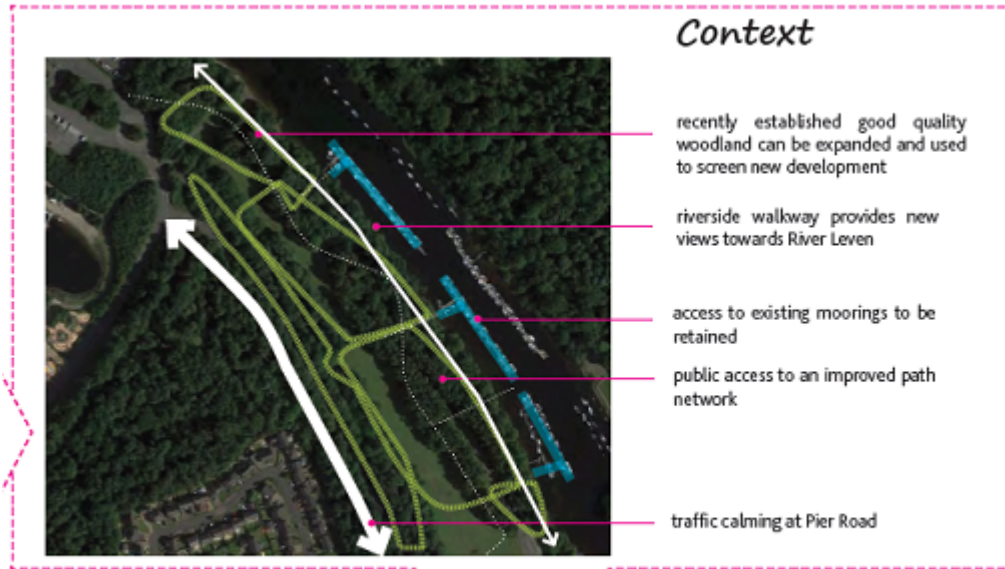 Context
recently established good quality
woodland can be expanded and used
to screen new development
riverside walkway provides new
views towards River Leven
access to existing moorings to be
retained
public access to an improved path
network
traffic calming at Pier Road